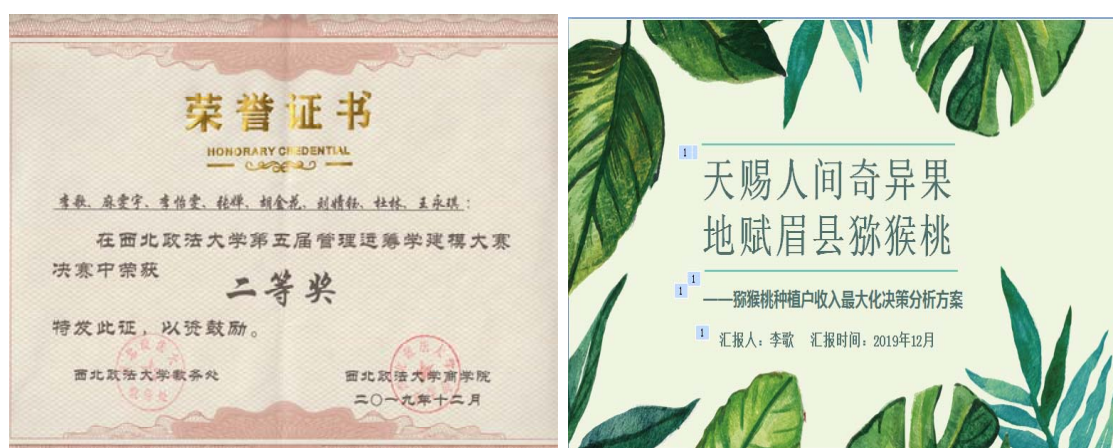 荣誉证书
HONORARY CREDENTIAL
李歌、麻雯宇、李怡雯、张婵、胡金花、刘婧钰、杜林、王永琪：
在西北政法大学第五届管理运筹学建模大赛
决赛中荣获
二等奖
特发此证，以资鼓励。
西北政法大学教务处
西北政法大学商学院
二〇一九年十二月
1
天赐人间奇异果
地赋眉县猕猴桃
1
1
——猕猴桃种植户收入最大化决策分析方案
1
汇报人：李歌 汇报时间：2019年12月